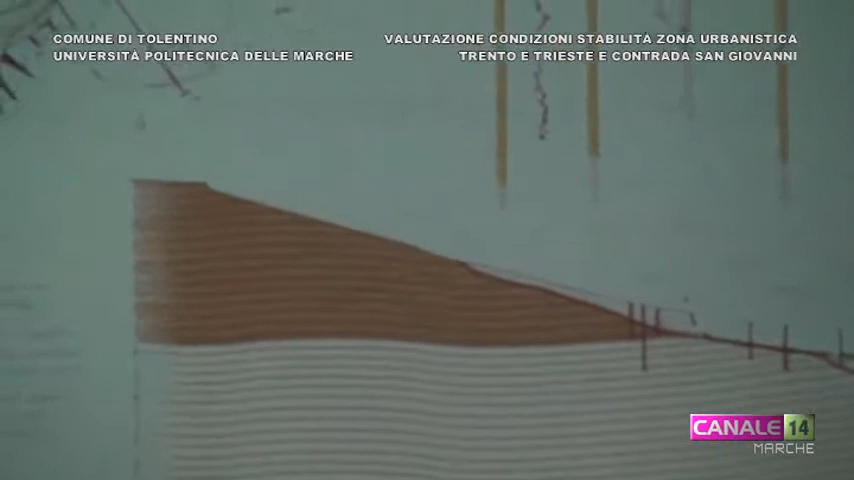 COMUNE DI TOLENTINO
UNIVERSITÀ POLITECNICA DELLE MARCHE
VALUTAZIONE CONDIZIONI STABILITÀ ZONA URBANISTICA
TRENTO E TRIESTE E CONTRADA SAN GIOVANNI
CANALE 14
MARCHE